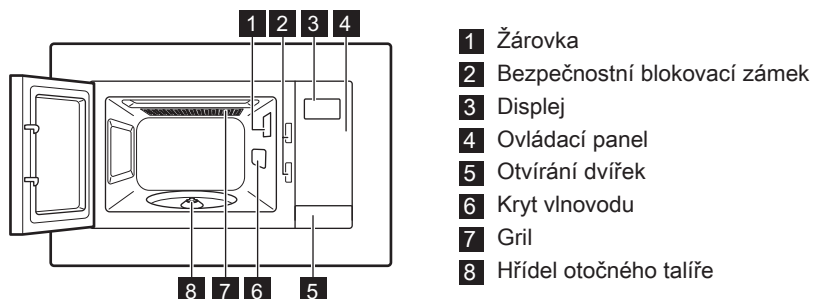 1 2 3 4
8 7 6 5
1 Žárovka
2 Bezpečnostní blokovací zámek
3 Displej
4 Ovládací panel
5 Otvírání dvířek
6 Kryt vlnovodu
7 Gril
8 Hřídel otočného talíře